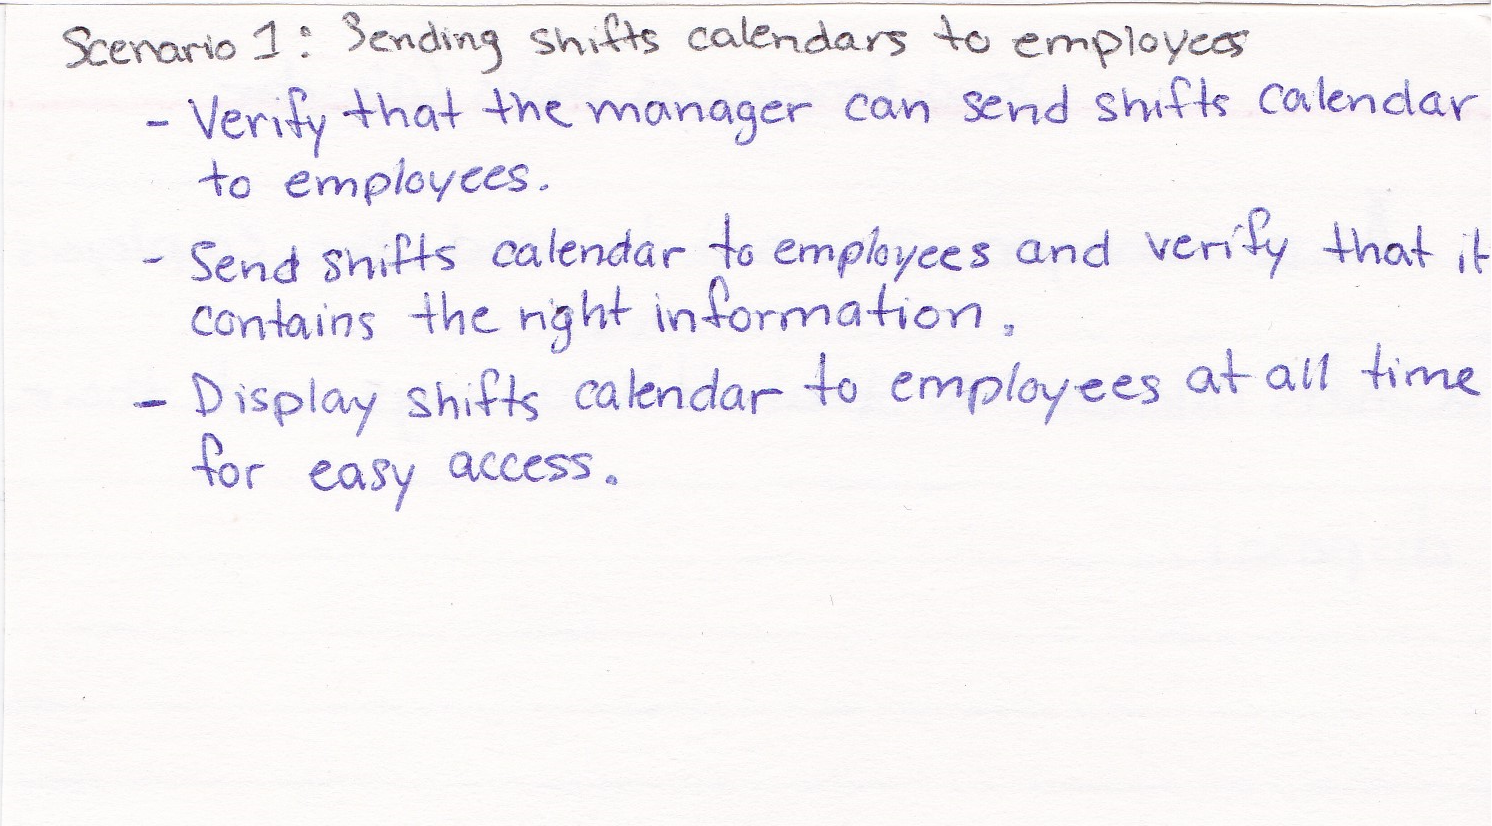 Scenario 1: Sending shifts calendars to employees
- Verify that the manager can send shifts calendar
to employees.
- Send shifts calendar to employees and verify that it
contains the right information.
- Display shifts calendar to employees at all time
for easy access.